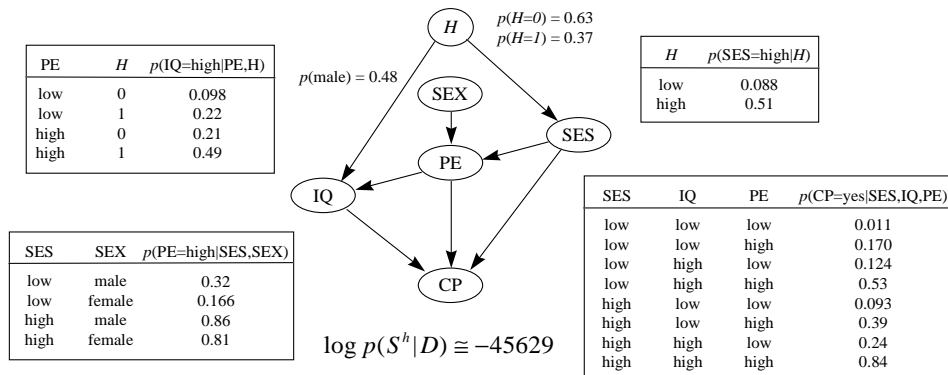 H
p(H=0) = 0.63
p(H=1) = 0.37
p(male) = 0.48
SEX
SES
PE
IQ
CP
PE H p(IQ=high|PE,H)
low 0 0.098
low 1 0.22
high 0 0.21
high 1 0.49
H p(SES=high|H)
low 0.088
high 0.51
SES SEX p(PE=high|SES,SEX)
low male 0.32
low female 0.166
high male 0.86
high female 0.81
SES IQ PE p(CP=yes|SES,IQ,PE)
low low low 0.011
low low high 0.170
low high low 0.124
low high high 0.53
high low low 0.093
high low high 0.39
high high low 0.24
high high high 0.84
log p(S^h|D) ≅ −45629